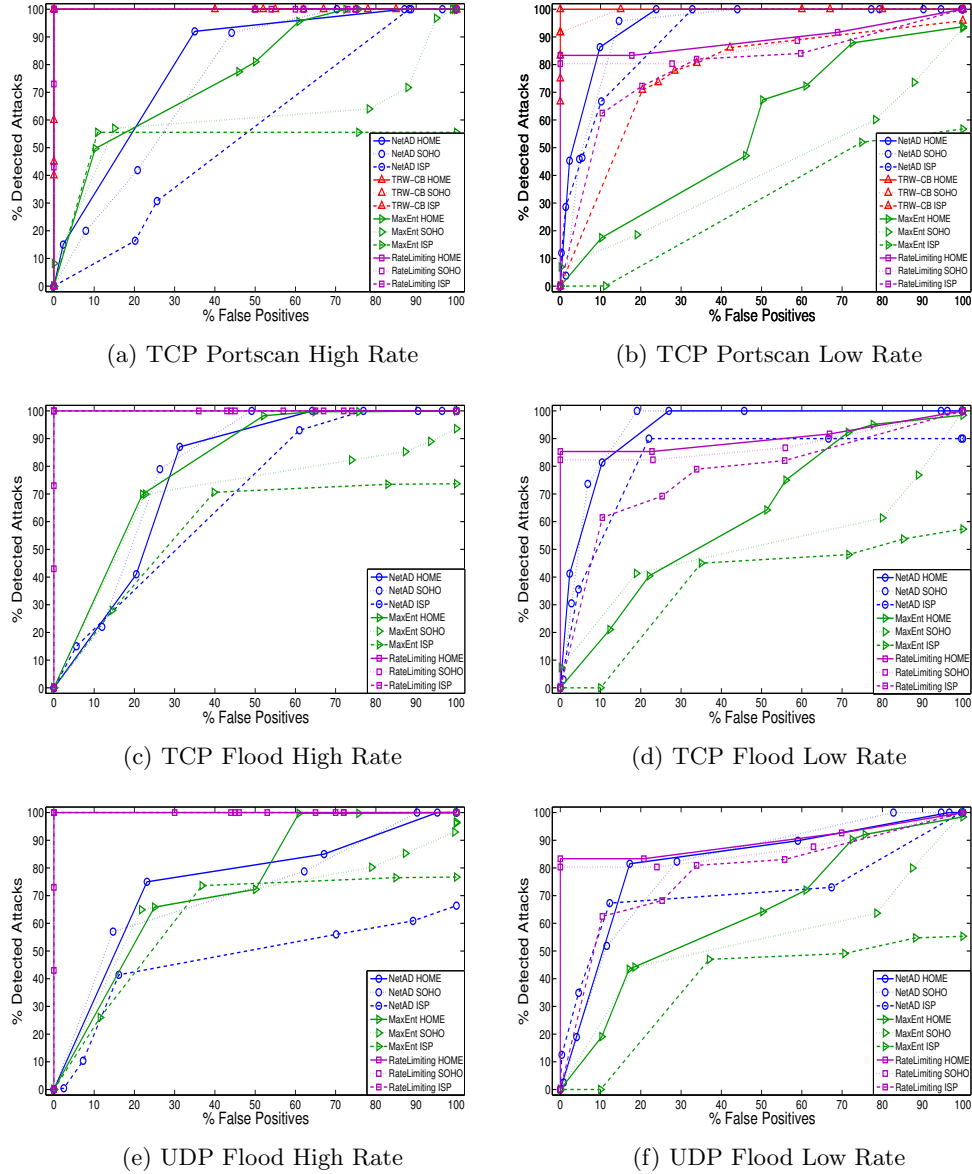 100
90
80
70
60
50
40
30
20
10
0
% Detected Attacks
0 10 20 30 40 50 60 70 80 90 100
% False Positives
NetAD HOME
NetAD SOHO
NetAD ISP
TRW-CB HOME
TRW-CB SOHO
TRW-CB ISP
MaxEnt HOME
MaxEnt SOHO
MaxEnt ISP
RateLimiting HOME
RateLimiting SOHO
RateLimiting ISP
(a) TCP Portscan High Rate
100
90
80
70
60
50
40
30
20
10
0
% Detected Attacks
0 10 20 30 40 50 60 70 80 90 100
% False Positives
NetAD HOME
NetAD SOHO
NetAD ISP
TRW-CB HOME
TRW-CB SOHO
TRW-CB ISP
MaxEnt HOME
MaxEnt SOHO
MaxEnt ISP
RateLimiting HOME
RateLimiting SOHO
RateLimiting ISP
(b) TCP Portscan Low Rate
100
90
80
70
60
50
40
30
20
10
0
% Detected Attacks
0 10 20 30 40 50 60 70 80 90 100
% False Positives
NetAD HOME
NetAD SOHO
NetAD ISP
MaxEnt HOME
MaxEnt SOHO
MaxEnt ISP
RateLimiting HOME
RateLimiting SOHO
RateLimiting ISP
(c) TCP Flood High Rate
100
90
80
70
60
50
40
30
20
10
0
% Detected Attacks
0 10 20 30 40 50 60 70 80 90 100
% False Positives
NetAD HOME
NetAD SOHO
NetAD ISP
MaxEnt HOME
MaxEnt SOHO
MaxEnt ISP
RateLimiting HOME
RateLimiting SOHO
RateLimiting ISP
(d) TCP Flood Low Rate
100
90
80
70
60
50
40
30
20
10
0
% Detected Attacks
0 10 20 30 40 50 60 70 80 90 100
% False Positives
NetAD HOME
NetAD SOHO
NetAD ISP
MaxEnt HOME
MaxEnt SOHO
MaxEnt ISP
RateLimiting HOME
RateLimiting SOHO
RateLimiting ISP
(e) UDP Flood High Rate
100
90
80
70
60
50
40
30
20
10
0
% Detected Attacks
0 10 20 30 40 50 60 70 80 90 100
% False Positives
NetAD HOME
NetAD SOHO
NetAD ISP
MaxEnt HOME
MaxEnt SOHO
MaxEnt ISP
RateLimiting HOME
RateLimiting SOHO
RateLimiting ISP
(f) UDP Flood Low Rate